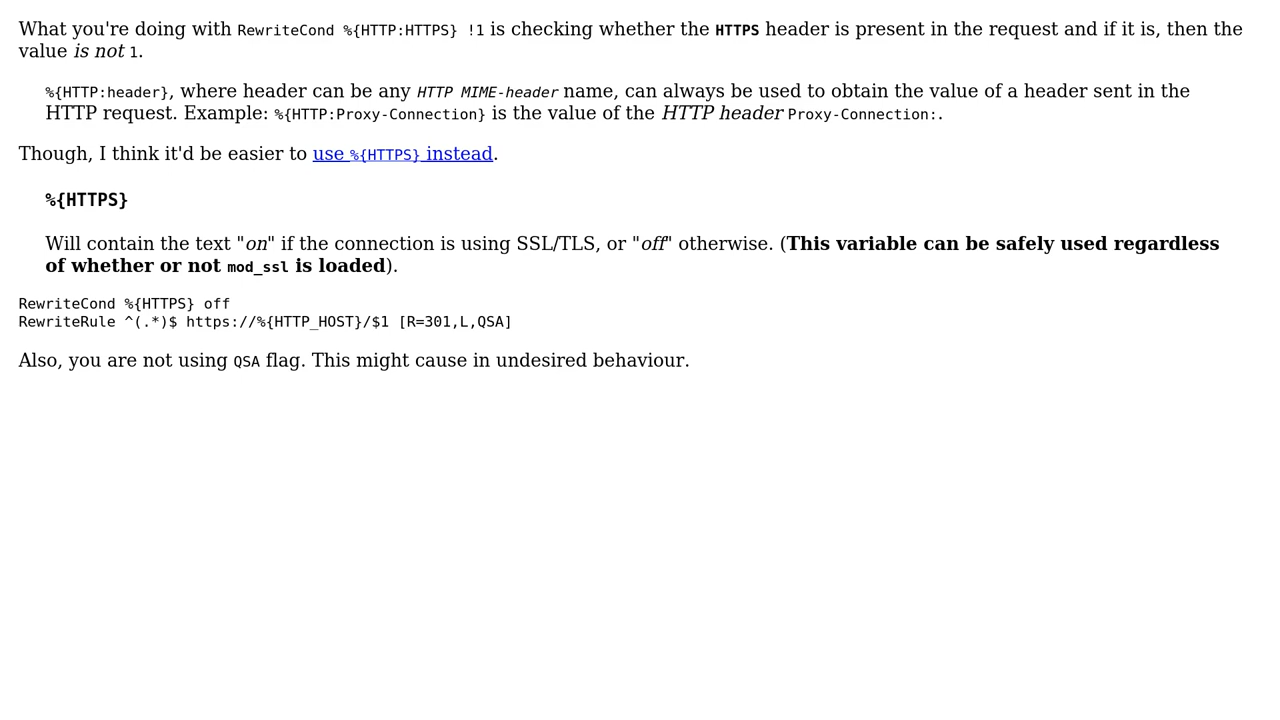 What you're doing with RewriteCond %{HTTP:HTTPS} !1 is checking whether the HTTPS header is present in the request and if it is, then the
value is not 1.
%{HTTP:header}, where header can be any HTTP MIME-header name, can always be used to obtain the value of a header sent in the
HTTP request. Example: %{HTTP:Proxy-Connection} is the value of the HTTP header Proxy-Connection:.
Though, I think it'd be easier to use %{HTTPS} instead.
%{HTTPS}
Will contain the text "on" if the connection is using SSL/TLS, or "off" otherwise. (This variable can be safely used regardless
of whether or not mod_ssl is loaded).
RewriteCond %{HTTPS} off
RewriteRule ^(.*)$ https://%{HTTP_HOST}/$1 [R=301,L,QSA]
Also, you are not using QSA flag. This might cause in undesired behaviour.